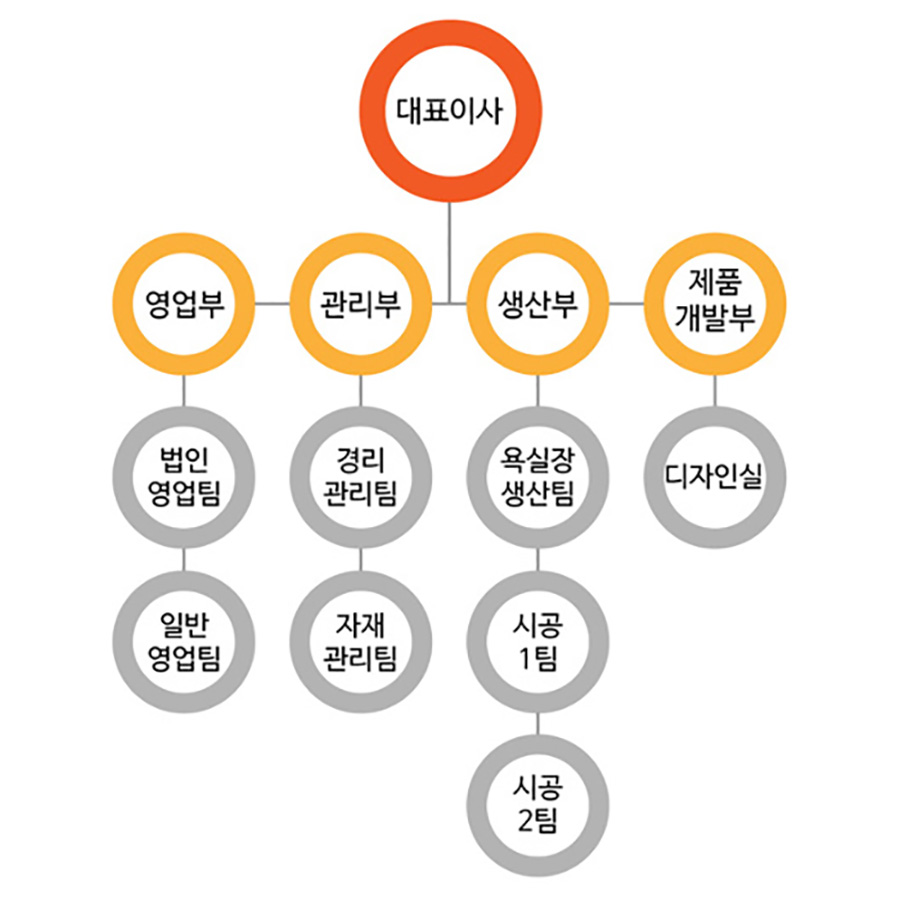 대표이사
영업부
관리부
생산부
제품
개발부
법인
영업팀
경리
관리팀
욕실장
생산팀
디자인실
일반
영업팀
자재
관리팀
시공
1팀
시공
2팀